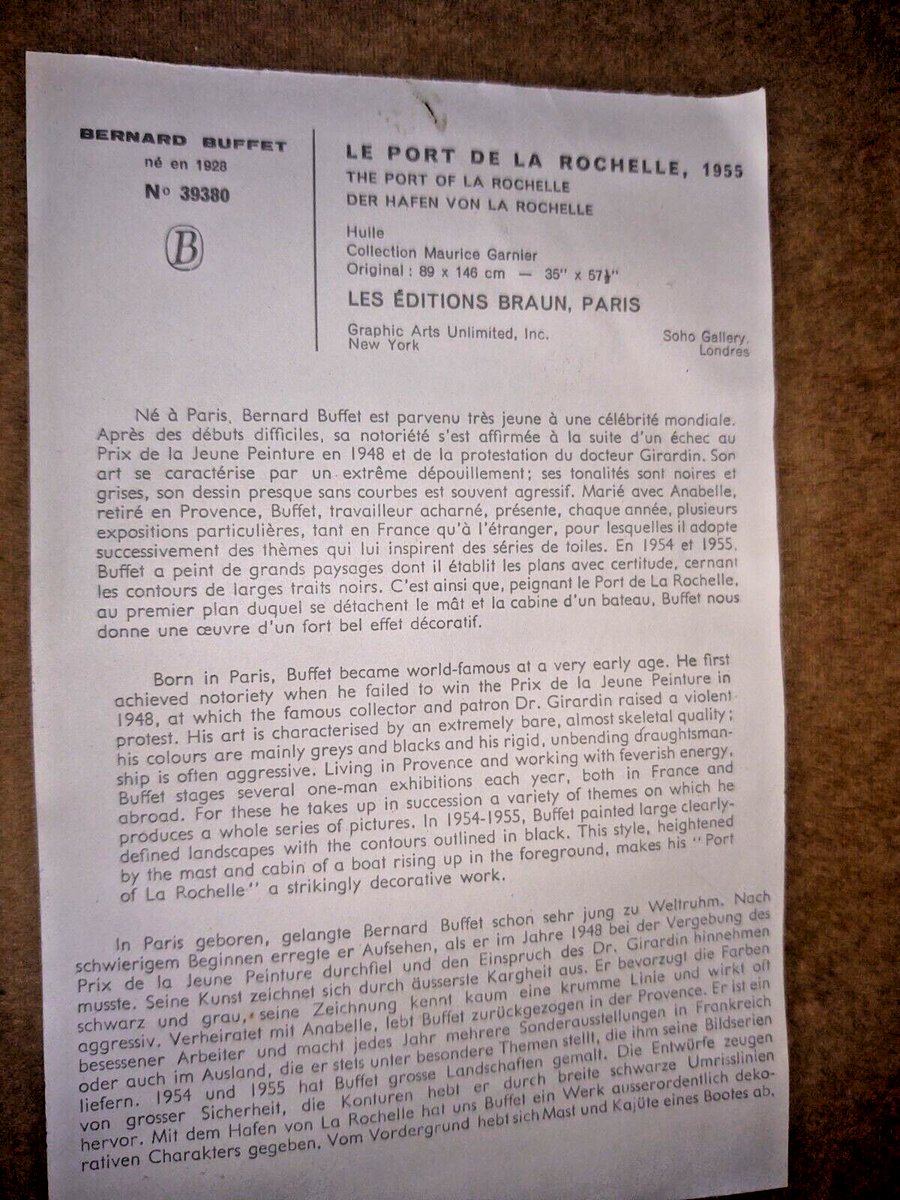 BERNARD BUFFET
né en 1928
Nº 39380
B
LE PORT DE LA ROCHELLE, 1955
THE PORT OF LA ROCHELLE
DER HAFEN VON LA ROCHELLE
Huile
Collection Maurice Garnier
Original : 89 x 146 cm — 35" x 57½"
LES ÉDITIONS BRAUN, PARIS
Graphic Arts Unlimited, Inc.
New York
Soho Gallery,
Londres
Né à Paris, Bernard Buffet est parvenu très jeune à une célébrité mondiale.
Après des débuts difficiles, sa notoriété s'est affirmée à la suite d'un échec au
Prix de la Jeune Peinture en 1948 et de la protestation du docteur Girardin. Son
art se caractérise par un extrême dépouillement ; ses tonalités sont noires et
grises, son dessin presque sans courbes est souvent agressif. Marié avec Anabelle,
retiré en Provence, Buffet, travailleur acharné, présente, chaque année, plusieurs
expositions particulières, tant en France qu'à l'étranger, pour lesquelles il adopte
successivement des thèmes qui lui inspirent des séries de toiles. En 1954 et 1955,
Buffet a peint de grands paysages dont il établit les plans avec certitude, cernant
les contours de larges traits noirs. C'est ainsi que, peignant le Port de La Rochelle,
au premier plan duquel se détachent le mât et la cabine d'un bateau, Buffet nous
donne une œuvre d'un fort bel effet décoratif.
Born in Paris, Buffet became world-famous at a very early age. He first
achieved notoriety when he failed to win the Prix de la Jeune Peinture in
1948, at which the famous collector and patron Dr. Girardin raised a violent
protest. His art is characterised by an extremely bare, almost skeletal quality ;
his colours are mainly greys and blacks and his rigid, unbending draughtsman-
ship is often aggressive. Living in Provence and working with feverish energy,
Buffet stages several one-man exhibitions each year, both in France and
abroad. For these he takes up in succession a variety of themes on which he
produces a whole series of pictures. In 1954-1955, Buffet painted large clearly-
defined landscapes with the contours outlined in black. This style, heightened
by the mast and cabin of a boat rising up in the foreground, makes his "Port
of La Rochelle" a strikingly decorative work.
In Paris geboren, gelangte Bernard Buffet schon sehr jung zu Weltruhm. Nach
schwierigem Beginnen erregte er Aufsehen, als er im Jahre 1948 bei der Vergebung des
Prix de la Jeune Peinture durchfiel und den Einspruch des Dr. Girardin hinnehmen
musste. Seine Kunst zeichnet sich durch äusserste Kargheit aus. Er bevorzugt die Farben
schwarz und grau, seine Zeichnung kennt kaum eine krumme Linie und wirkt oft
aggressiv. Verheiratet mit Anabelle, lebt Buffet zurückgezogen in der Provence. Er ist ein
besessener Arbeiter und macht jedes Jahr mehrere Sonderausstellungen in Frankreich
oder auch im Ausland, die er stets unter besondere Themen stellt, die ihm seine Bildserien
liefern. 1954 und 1955 hat Buffet grosse Landschaften gemalt. Die Entwürfe zeugen
von grosser Sicherheit, die Konturen hebt er durch breite schwarze Umrisslinien
hervor. Mit dem Hafen von La Rochelle hat uns Buffet ein Werk ausserordentlich deko-
rativen Charakters gegeben. Vom Vordergrund hebt sich Mast und Kajüte eines Bootes ab.